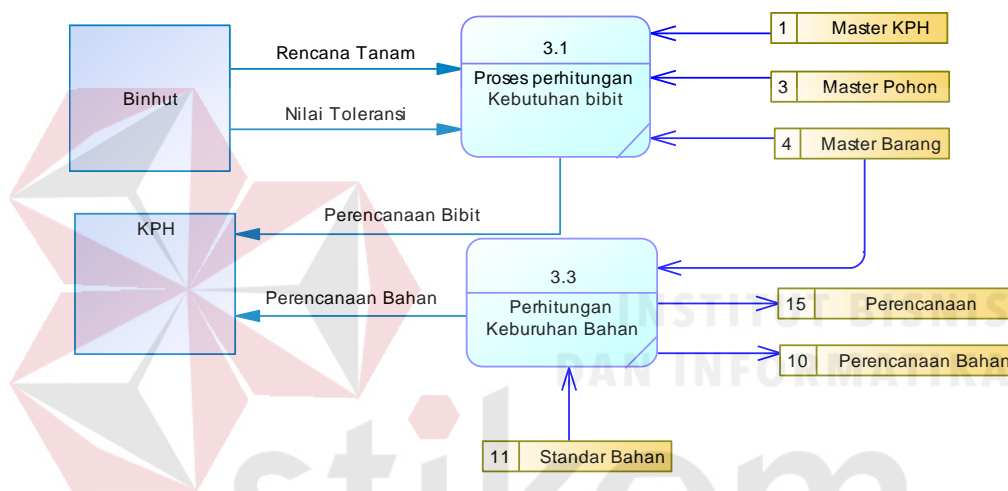 Binhut
Rencana Tanam
Nilai Toleransi
3.1
Proses perhitungan
Kebutuhan bibit
1 Master KPH
3 Master Pohon
4 Master Barang
KPH
Perencanaan Bibit
Perencanaan Bahan
3.3
Perhitungan
Keburuhan Bahan
15 Perencanaan
10 Perencanaan Bahan
11 Standar Bahan
INSTITUT BISNIS
DAN INFORMATIKA
stikom